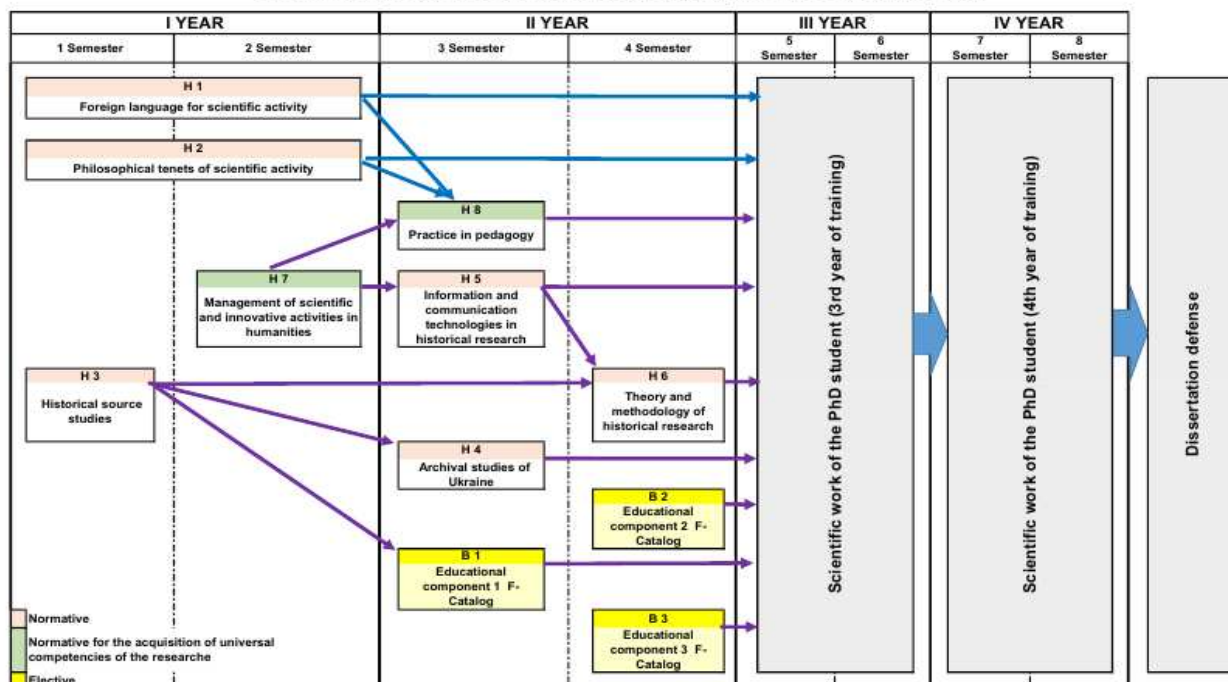 I YEAR
II YEAR
III YEAR
IV YEAR
1 Semester
2 Semester
3 Semester
4 Semester
5
Semester
6
Semester
7
Semester
8
Semester
H 1
Foreign language for scientific activity
H 2
Philosophical tenets of scientific activity
H 8
Practice in pedagogy
H 7
Management of scientific
and innovative activities in
humanities
H 5
Information and
communication
technologies in
historical research
H 3
Historical source
studies
H 6
Theory and
methodology of
historical research
H 4
Archival studies of
Ukraine
B 2
Educational
component 2 F-
Catalog
B 1
Educational
component 1 F-
Catalog
B 3
Educational
component 3 F-
Catalog
Scientific work of the PhD student (3rd year of training)
Scientific work of the PhD student (4th year of training)
Dissertation defense
Normative
Normative for the acquisition of universal
competencies of the researche
Elective